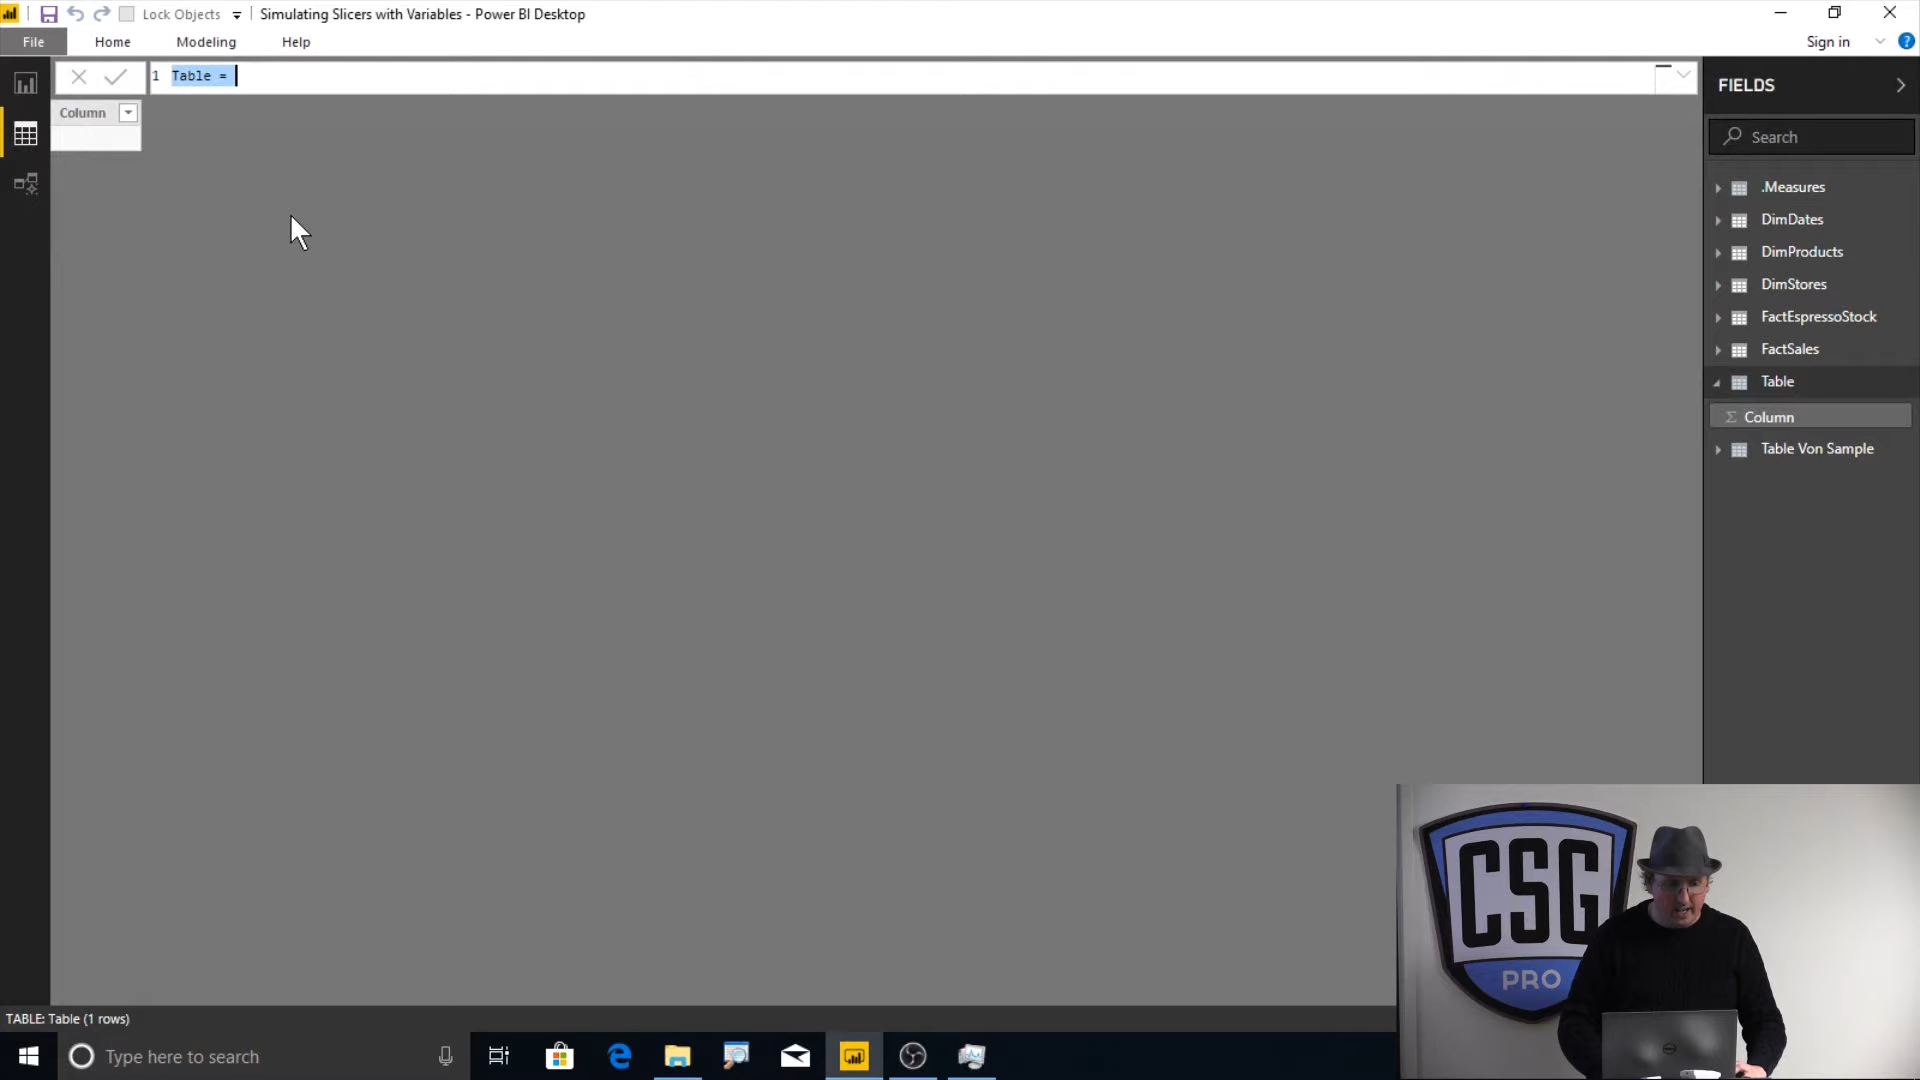 Lock Objects
Simulating Slicers with Variables - Power BI Desktop
File
Home
Modeling
Help
Sign in
?
1 Table =
Column
FIELDS
Search
.Measures
DimDates
DimProducts
DimStores
FactEspressoStock
FactSales
Table
Σ Column
Table Von Sample
CSG
PRO
TABLE: Table (1 rows)
Type here to search